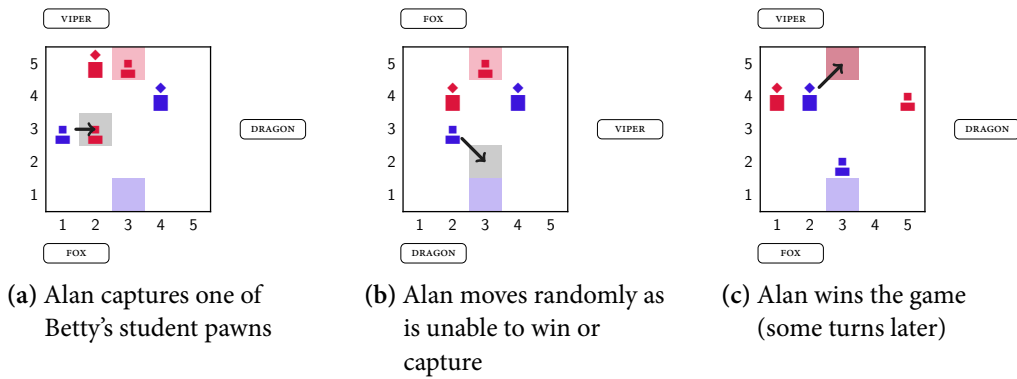 VIPER
5
4
3
2
1
1 2 3 4 5
DRAGON
FOX
(a) Alan captures one of
Betty’s student pawns
FOX
5
4
3
2
1
1 2 3 4 5
VIPER
DRAGON
(b) Alan moves randomly as
is unable to win or
capture
VIPER
5
4
3
2
1
1 2 3 4 5
DRAGON
FOX
(c) Alan wins the game
(some turns later)